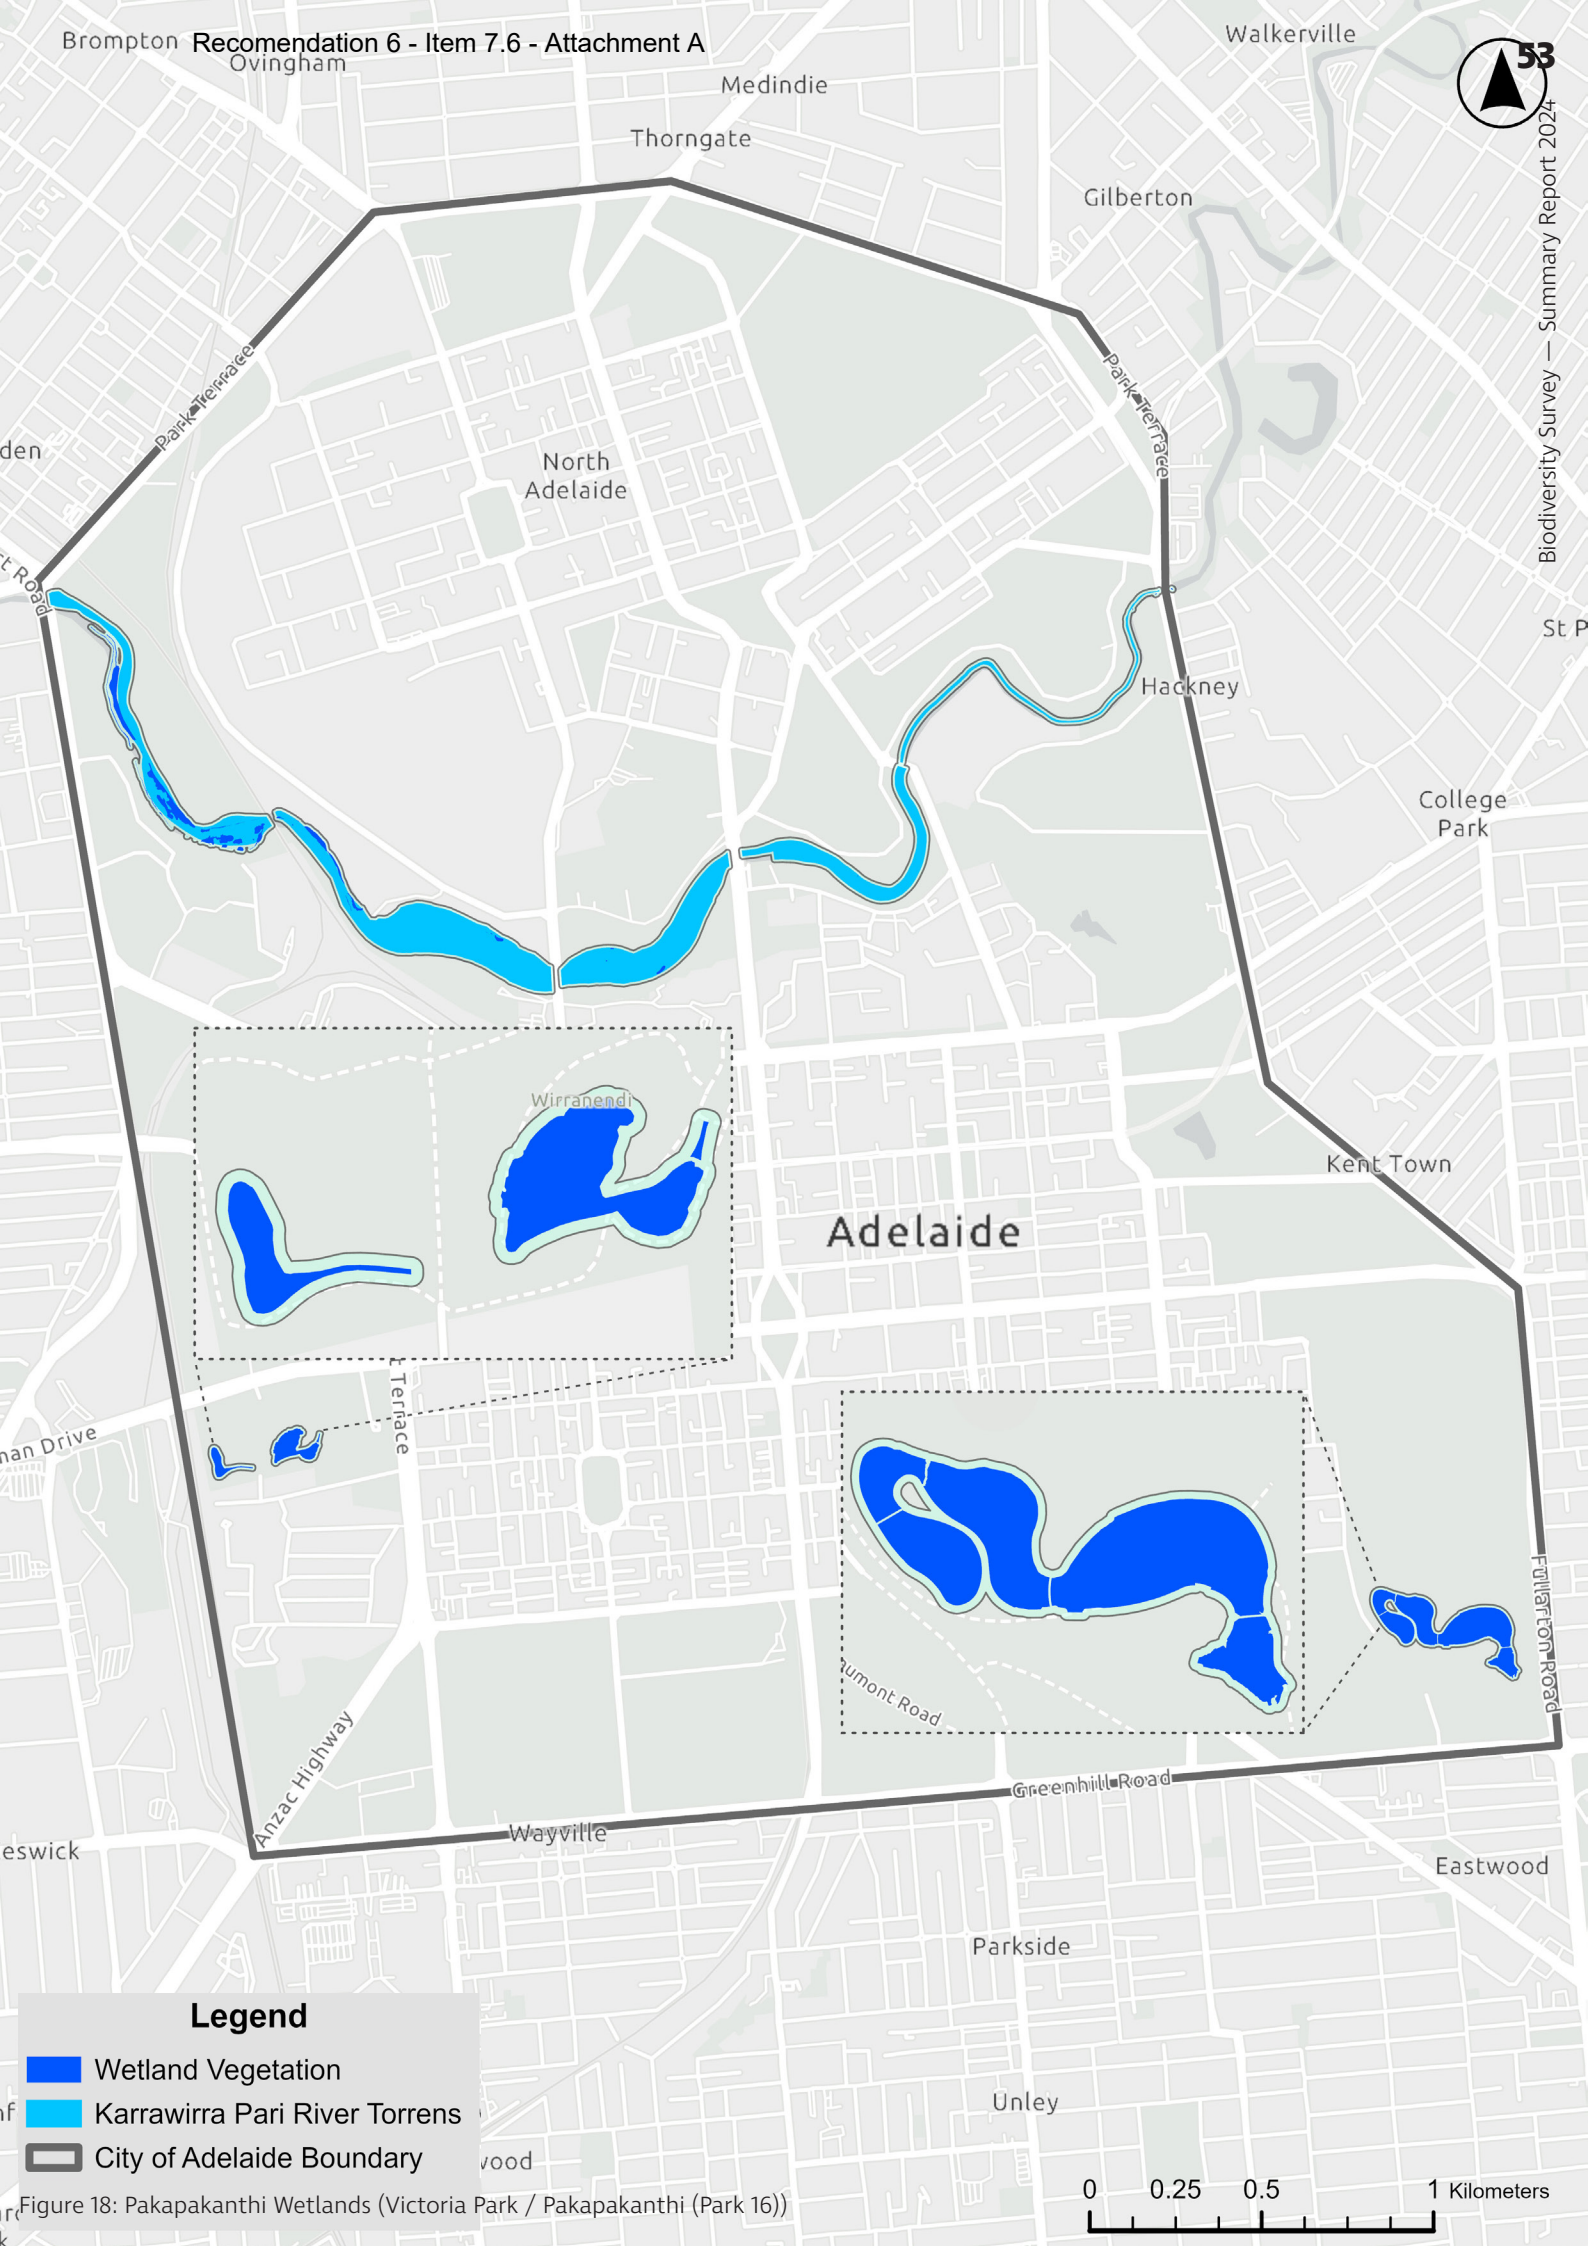 Brompton
Recomendation 6 - Item 7.6 - Attachment A
Ovingham
Walkerville
53
Medindie
Thorngate
Gilberton
Biodiversity Survey — Summary Report 2024
Park Terrace
Park Terrace
den
North
Adelaide
Road
St P
Hackney
College
Park
Wirranendi
Kent Town
Adelaide
t Terrace
man Drive
Fullarton Road
umont Road
Anzac Highway
Greenhill Road
Wayville
eswick
Eastwood
Parkside
Legend
Wetland Vegetation
Karrawirra Pari River Torrens
City of Adelaide Boundary
Unley
wood
Figure 18: Pakapakanthi Wetlands (Victoria Park / Pakapakanthi (Park 16))
0 0.25 0.5 1 Kilometers